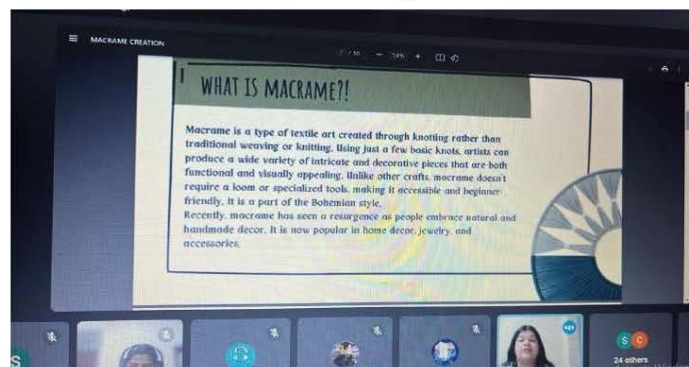 MACRAME CREATION
WHAT IS MACRAME?!
Macrame is a type of textile art created through knotting rather than
traditional weaving or knitting. Using just a few basic knots, artists can
produce a wide variety of intricate and decorative pieces that are both
functional and visually appealing. Unlike other crafts, macrame doesn't
require a loom or specialized tools, making it accessible and beginner-
friendly. It is a part of the Bohemian style.
Recently, macrame has seen a resurgence as people embrace natural and
handmade decor. It is now popular in home decor, jewelry, and
accessories.
S
S C
24 others